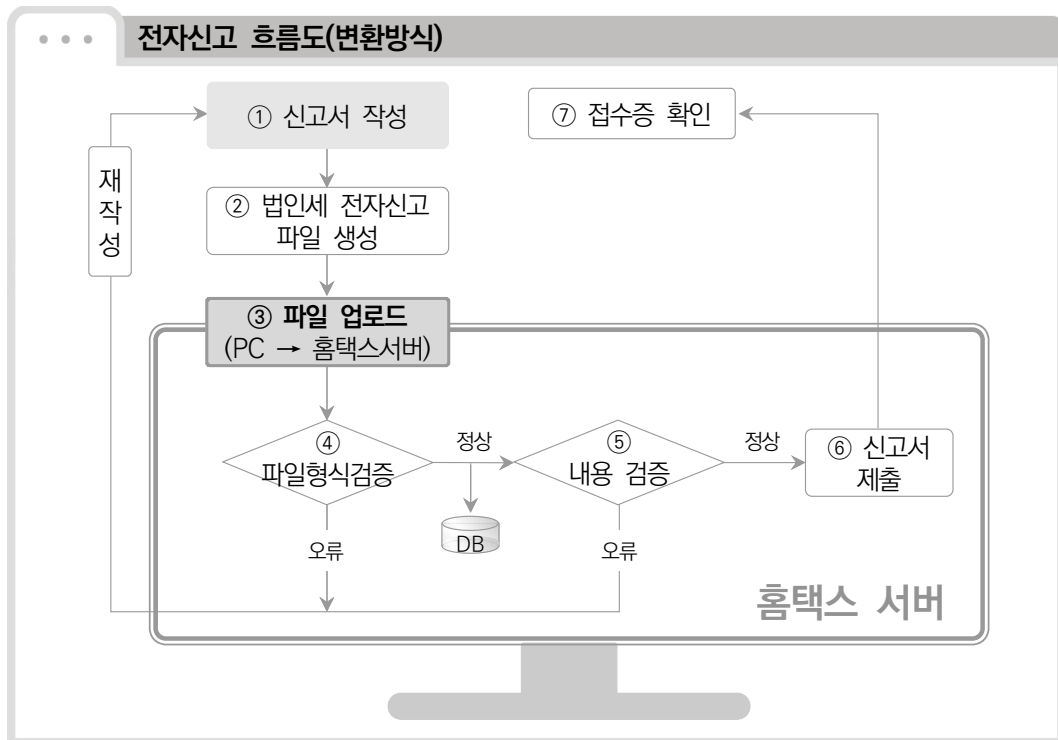 전자신고 흐름도(변환방식)
① 신고서 작성
⑦ 접수증 확인
재
작
성
② 법인세 전자신고
파일 생성
③ 파일 업로드
(PC → 홈택스서버)
④
파일형식검증
정상
⑤
내용 검증
정상
⑥ 신고서
제출
DB
오류
오류
홈택스 서버